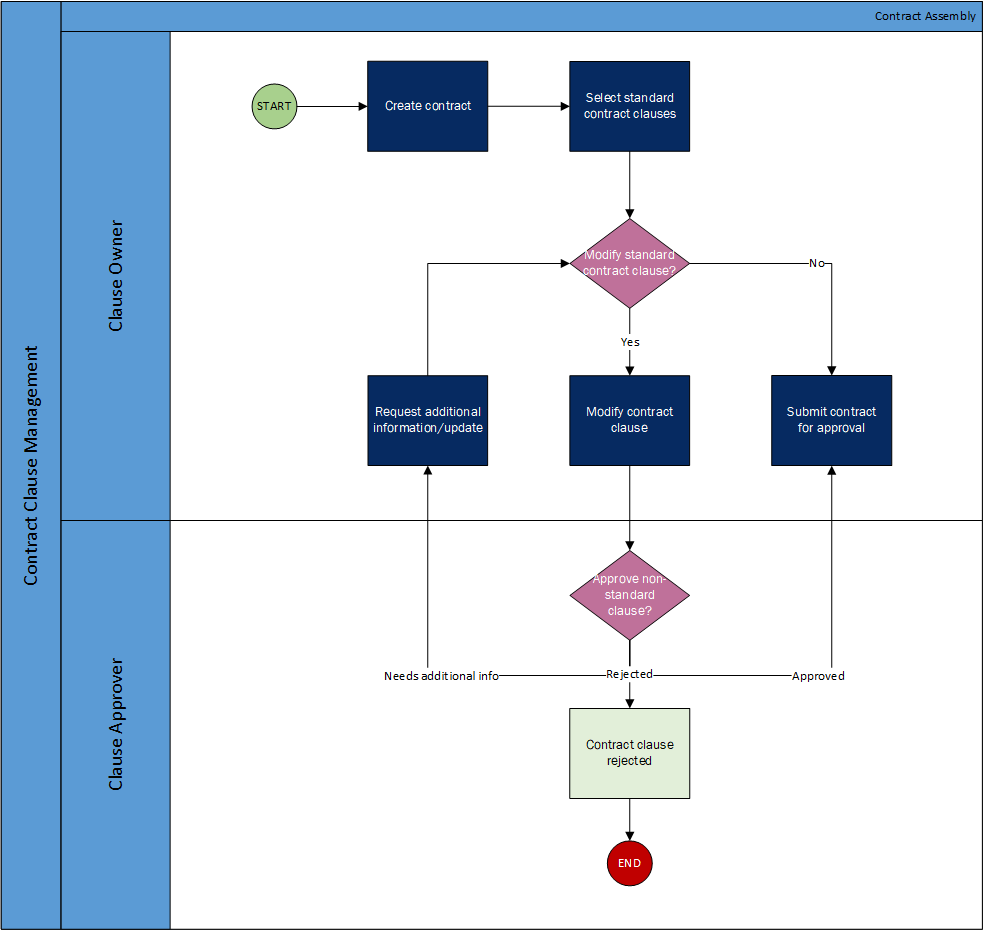 Contract Assembly
Contract Clause Management
Clause Owner
START
Create contract
Select standard
contract clauses
Modify standard
contract clause?
No
Yes
Request additional
information/update
Modify contract
clause
Submit contract
for approval
Clause Approver
Approve non-
standard
clause?
Needs additional info
Rejected
Approved
Contract clause
rejected
END